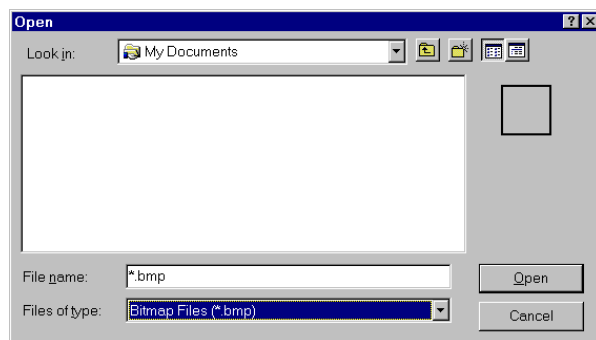 Open
Look in: My Documents
File name: *.bmp
Open
Files of type: Bitmap Files (*.bmp)
Cancel